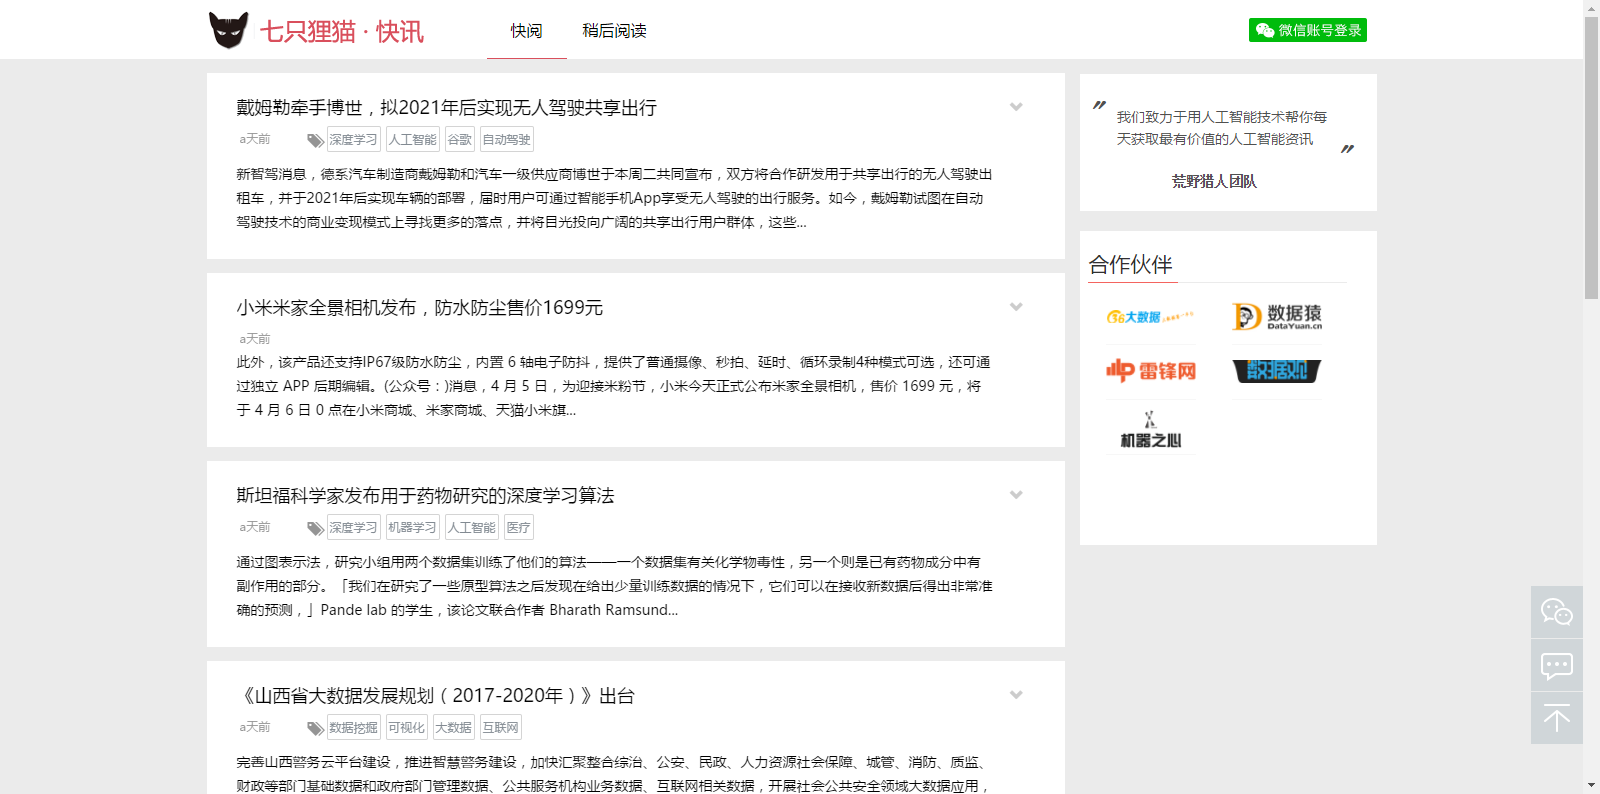 七只狸猫 · 快讯
快阅
稍后阅读
微信账号登录
戴姆勒牵手博世，拟2021年后实现无人驾驶共享出行
a天前
深度学习 人工智能 谷歌 自动驾驶
新智驾消息，德系汽车制造商戴姆勒和汽车一级供应商博世于本周二共同宣布，双方将合作研发用于共享出行的无人驾驶出
租车，并于2021年后实现车辆的部署，届时用户可通过智能手机App享受无人驾驶的出行服务。如今，戴姆勒试图在自动
驾驶技术的商业变现模式上寻找更多的落点，并将目光投向广阔的共享出行用户群体，这些...
小米米家全景相机发布，防水防尘售价1699元
a天前
此外，该产品还支持IP67级防水防尘，内置 6 轴电子防抖，提供了普通摄像、秒拍、延时、循环录制4种模式可选，还可通
过独立 APP 后期编辑。(公众号：)消息，4 月 5 日，为迎接米粉节，小米今天正式公布米家全景相机，售价 1699 元，将
于 4 月 6 日 0 点在小米商城、米家商城、天猫小米旗...
斯坦福科学家发布用于药物研究的深度学习算法
a天前
深度学习 机器学习 人工智能 医疗
通过图表示法，研究小组用两个数据集训练了他们的算法——一个数据集有关化学物毒性，另一个则是已有药物成分中有
副作用的部分。「我们在研究了一些原型算法之后发现在给出少量训练数据的情况下，它们可以在接收新数据后得出非常准
确的预测，」Pande lab 的学生，该论文联合作者 Bharath Ramsund...
《山西省大数据发展规划（2017-2020年）》出台
a天前
数据挖掘 可视化 大数据 互联网
完善山西警务云平台建设，推进智慧警务建设，加快汇聚整合综治、公安、民政、人力资源社会保障、城管、消防、质监、
财政等部门基础数据和政府部门管理数据、公共服务机构业务数据、互联网相关数据，开展社会公共安全领域大数据应用，
我们致力于用人工智能技术帮你每
天获取最有价值的人工智能资讯
荒野猎人团队
合作伙伴
36大数据
数据猿
DataYuan.cn
雷锋网
数据观
机器之心